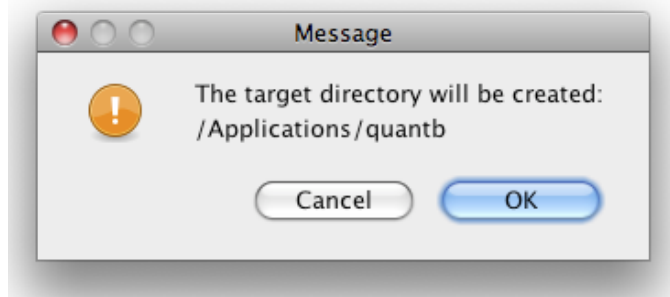 Message
The target directory will be created:
/Applications/quantb
Cancel
OK